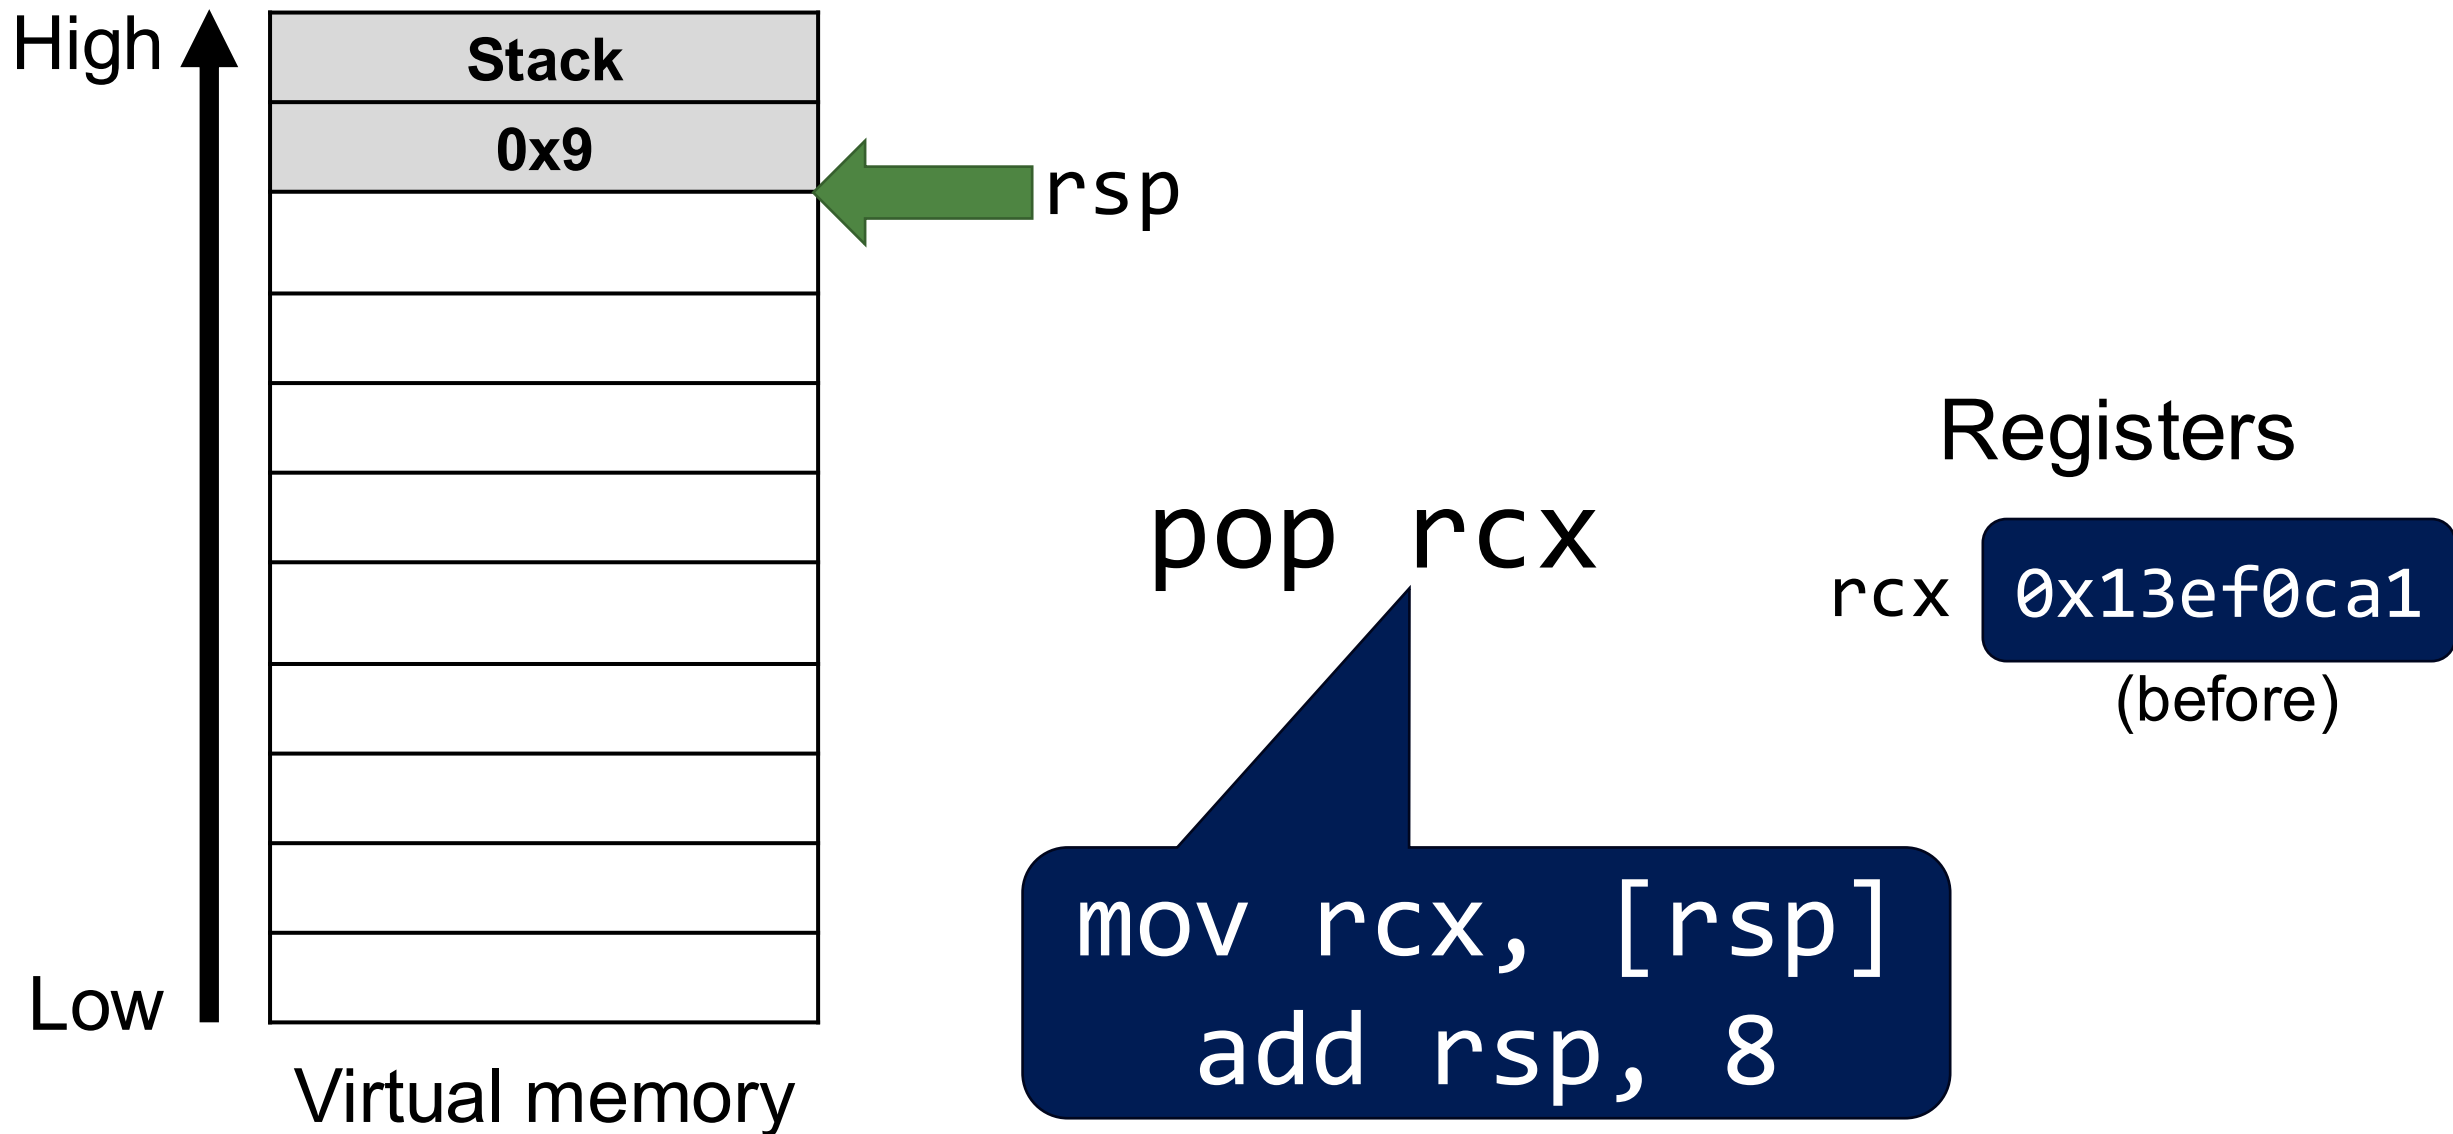 High
Stack
0x9
rsp
Registers
pop rcx
rcx 0x13ef0ca1
(before)
mov rcx, [rsp]
add rsp, 8
Low
Virtual memory